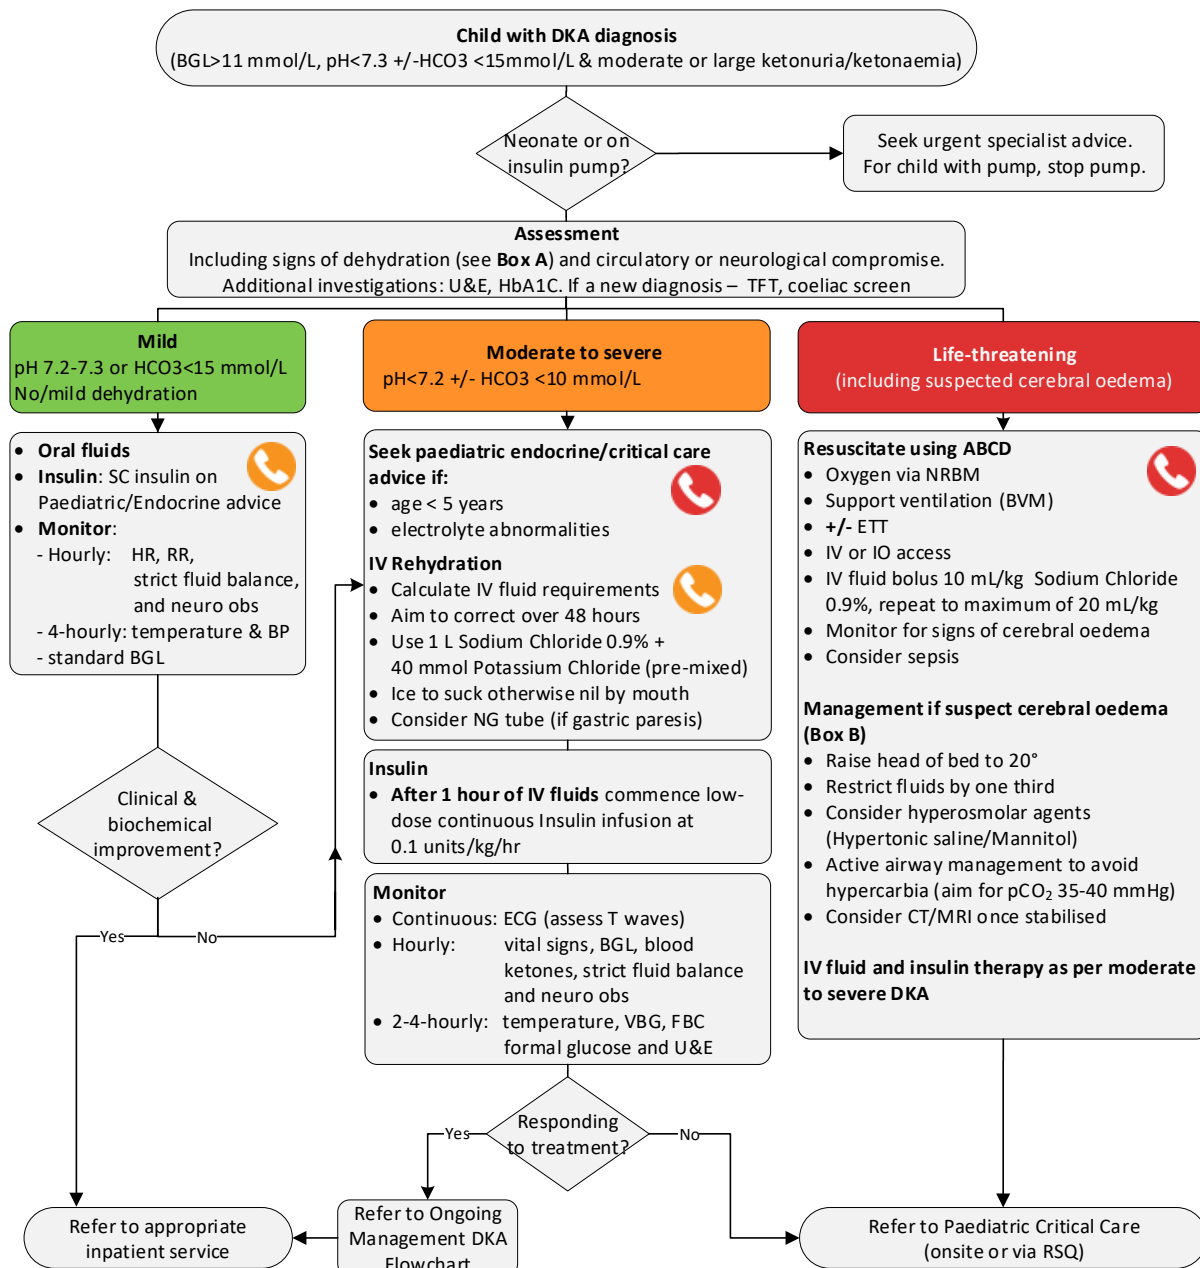 Child with DKA diagnosis
(BGL>11 mmol/L, pH<7.3 +/-HCO3 <15mmol/L & moderate or large ketonuria/ketonaemia)
Neonate or on
insulin pump?
Seek urgent specialist advice.
For child with pump, stop pump.
Assessment
Including signs of dehydration (see Box A) and circulatory or neurological compromise.
Additional investigations: U&E, HbA1C. If a new diagnosis – TFT, coeliac screen
Mild
pH 7.2-7.3 or HCO3<15 mmol/L
No/mild dehydration
• Oral fluids
• Insulin: SC insulin on
Paediatric/Endocrine advice
• Monitor:
- Hourly: HR, RR,
strict fluid balance,
and neuro obs
- 4-hourly: temperature & BP
- standard BGL
Clinical &
biochemical
improvement?
Yes
No
Moderate to severe
pH<7.2 +/- HCO3 <10 mmol/L
Seek paediatric endocrine/critical care
advice if:
• age < 5 years
• electrolyte abnormalities
IV Rehydration
• Calculate IV fluid requirements
• Aim to correct over 48 hours
• Use 1 L Sodium Chloride 0.9% +
40 mmol Potassium Chloride (pre-mixed)
• Ice to suck otherwise nil by mouth
• Consider NG tube (if gastric paresis)
Insulin
• After 1 hour of IV fluids commence low-
dose continuous Insulin infusion at
0.1 units/kg/hr
Monitor
• Continuous: ECG (assess T waves)
• Hourly: vital signs, BGL, blood
ketones, strict fluid balance
and neuro obs
• 2-4-hourly: temperature, VBG, FBC
formal glucose and U&E
Responding
to treatment?
Yes
No
Life-threatening
(including suspected cerebral oedema)
Resuscitate using ABCD
• Oxygen via NRBM
• Support ventilation (BVM)
• +/- ETT
• IV or IO access
• IV fluid bolus 10 mL/kg Sodium Chloride
0.9%, repeat to maximum of 20 mL/kg
• Monitor for signs of cerebral oedema
• Consider sepsis
Management if suspect cerebral oedema
(Box B)
• Raise head of bed to 20°
• Restrict fluids by one third
• Consider hyperosmolar agents
(Hypertonic saline/Mannitol)
• Active airway management to avoid
hypercarbia (aim for pCO₂ 35-40 mmHg)
• Consider CT/MRI once stabilised
IV fluid and insulin therapy as per moderate
to severe DKA
Refer to appropriate
inpatient service
Refer to Ongoing
Management DKA
Flowchart
Refer to Paediatric Critical Care
(onsite or via RSQ)